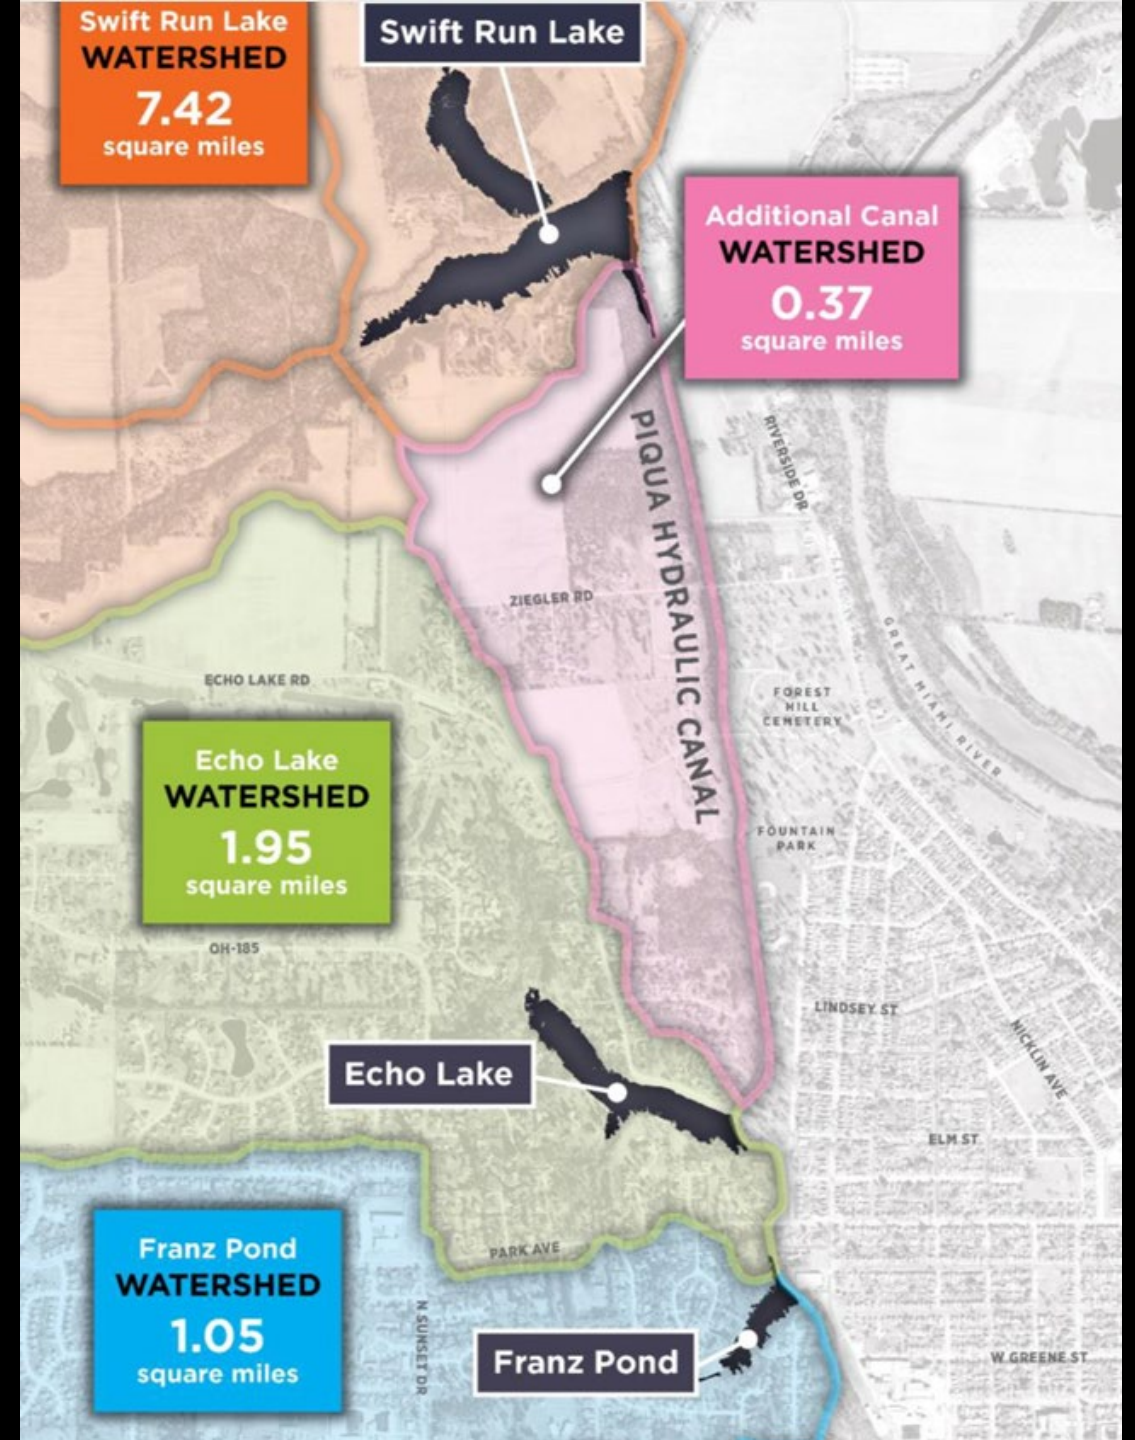 Swift Run Lake
WATERSHED
7.42
square miles
Swift Run Lake
Additional Canal
WATERSHED
0.37
square miles
PIQUA HYDRAULIC CANAL
RIVERSIDE DR
ZIEGLER RD
GREAT MIAMI RIVER
ECHO LAKE RD
FOREST
HILL
CEMETERY
Echo Lake
WATERSHED
1.95
square miles
FOUNTAIN
PARK
OH-185
LINDSEY ST
NICKLIN AVE
Echo Lake
ELM ST
Franz Pond
WATERSHED
1.05
square miles
PARK AVE
N SUNSET DR
Franz Pond
W GREENE ST